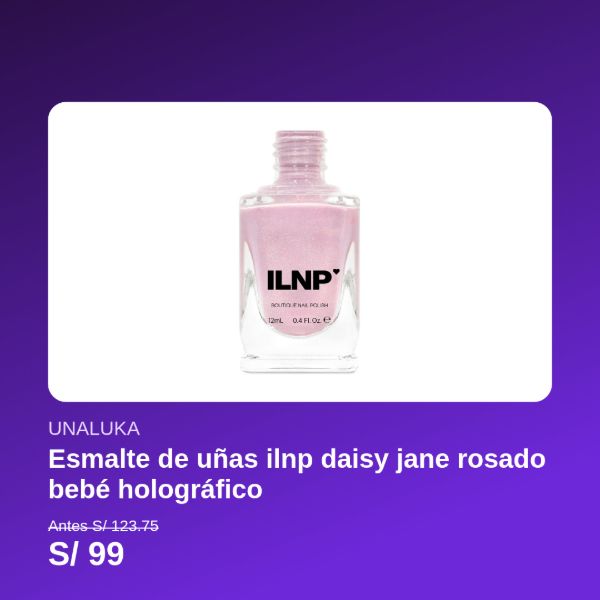 ILNP
BOUTIQUE NAIL POLISH
12mL 0.4 Fl. Oz. ℮
UNALUKA
Esmalte de uñas ilnp daisy jane rosado
bebé holográfico
Antes S/ 123.75
S/ 99